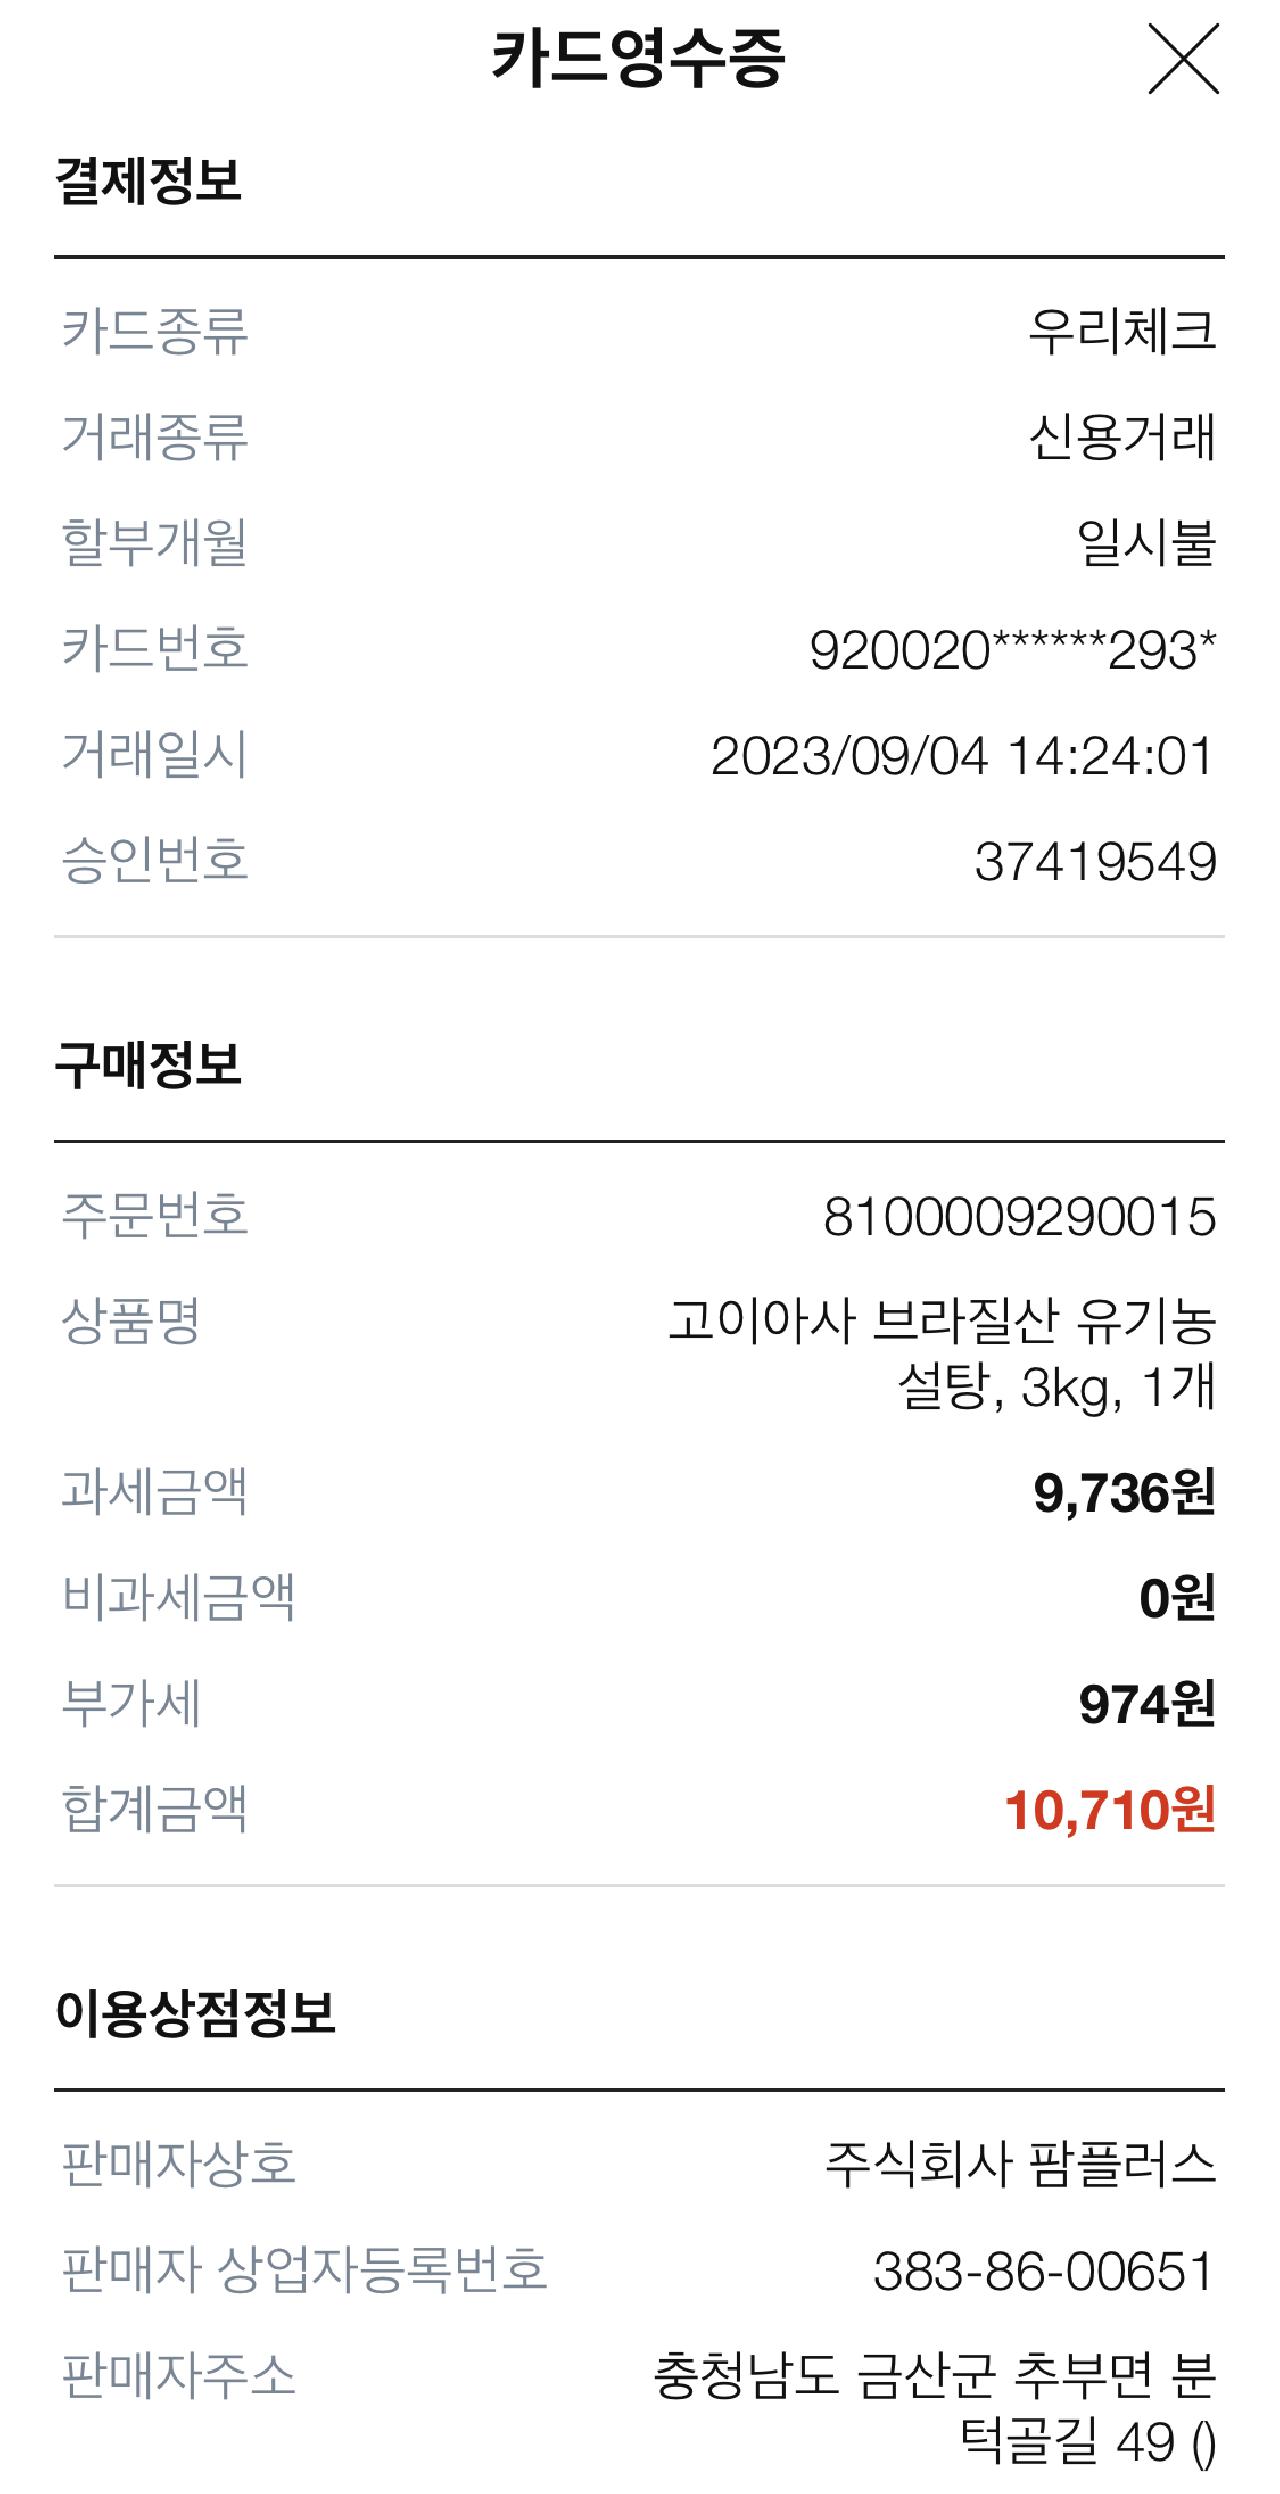 카드영수증
결제정보
카드종류 우리체크
거래종류 신용거래
할부개월 일시불
카드번호 920020******293*
거래일시 2023/09/04 14:24:01
승인번호 37419549
구매정보
주문번호 8100009290015
상품명 고이아사 브라질산 유기농
설탕, 3kg, 1개
과세금액 9,736원
비과세금액 0원
부가세 974원
합계금액 10,710원
이용상점정보
판매자상호 주식회사 팜플러스
판매자 상업자등록번호 383-86-00651
판매자주소 충청남도 금산군 추부면 분
턱골길 49 ()